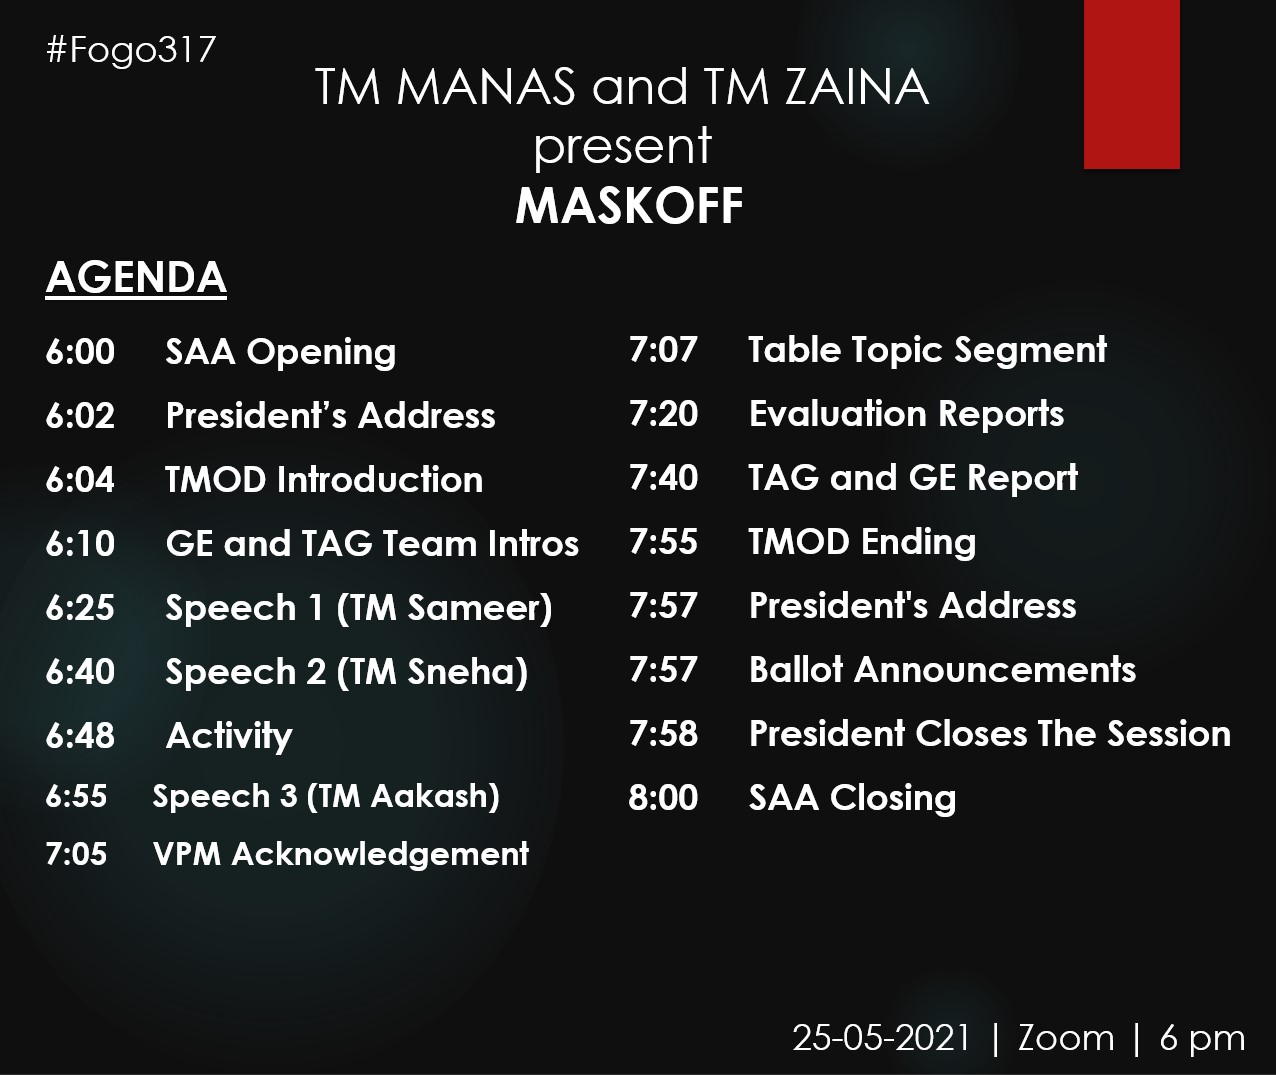 #Fogo317
TM MANAS and TM ZAINA
present
MASKOFF
AGENDA
6:00 SAA Opening
6:02 President’s Address
6:04 TMOD Introduction
6:10 GE and TAG Team Intros
6:25 Speech 1 (TM Sameer)
6:40 Speech 2 (TM Sneha)
6:48 Activity
6:55 Speech 3 (TM Aakash)
7:05 VPM Acknowledgement
7:07 Table Topic Segment
7:20 Evaluation Reports
7:40 TAG and GE Report
7:55 TMOD Ending
7:57 President's Address
7:57 Ballot Announcements
7:58 President Closes The Session
8:00 SAA Closing
25-05-2021 | Zoom | 6 pm